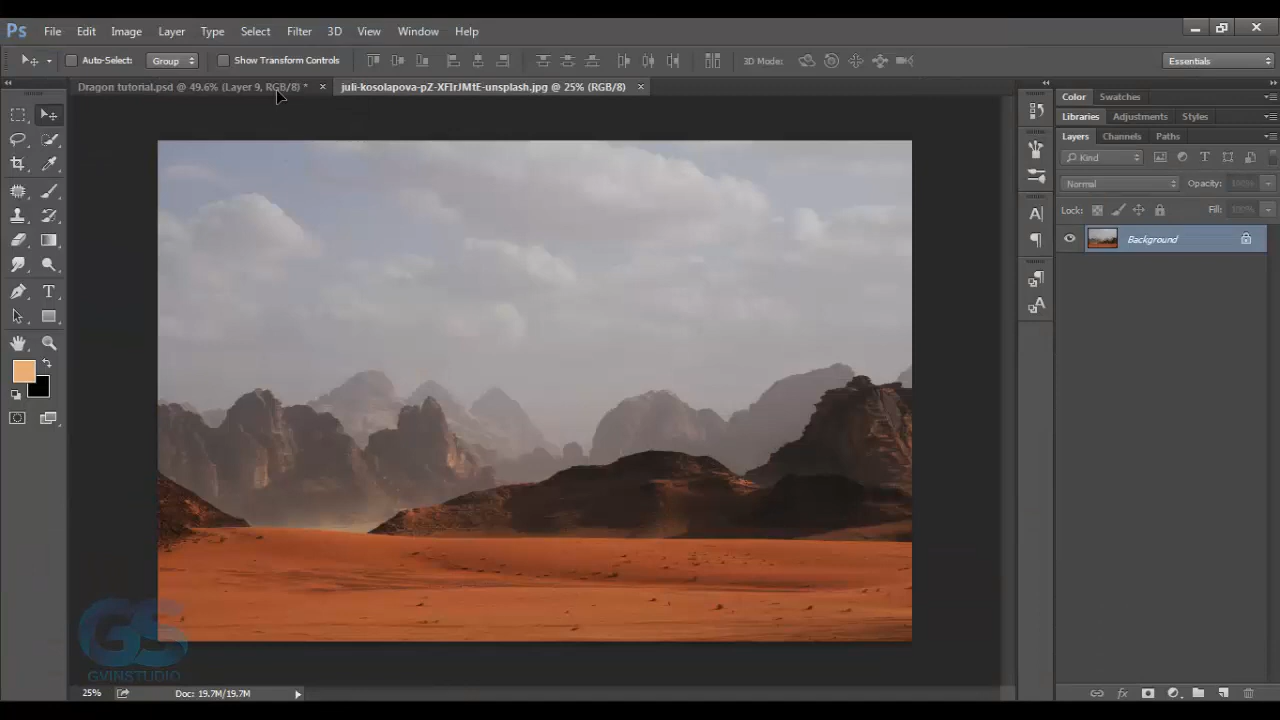 Ps File Edit Image Layer Type Select Filter 3D View Window Help
Auto-Select: Group Show Transform Controls 3D Mode: Essentials
Dragon tutorial.psd @ 49.6% (Layer 9, RGB/8) * × juli-kosolapova-pZ-XFIrJMtE-unsplash.jpg @ 25% (RGB/8) ×
Color Swatches
Libraries Adjustments Styles
Layers Channels Paths
Kind
Normal Opacity: 100%
Lock: Fill: 100%
Background
GS
GVINSTUDIO
25% Doc: 19.7M/19.7M